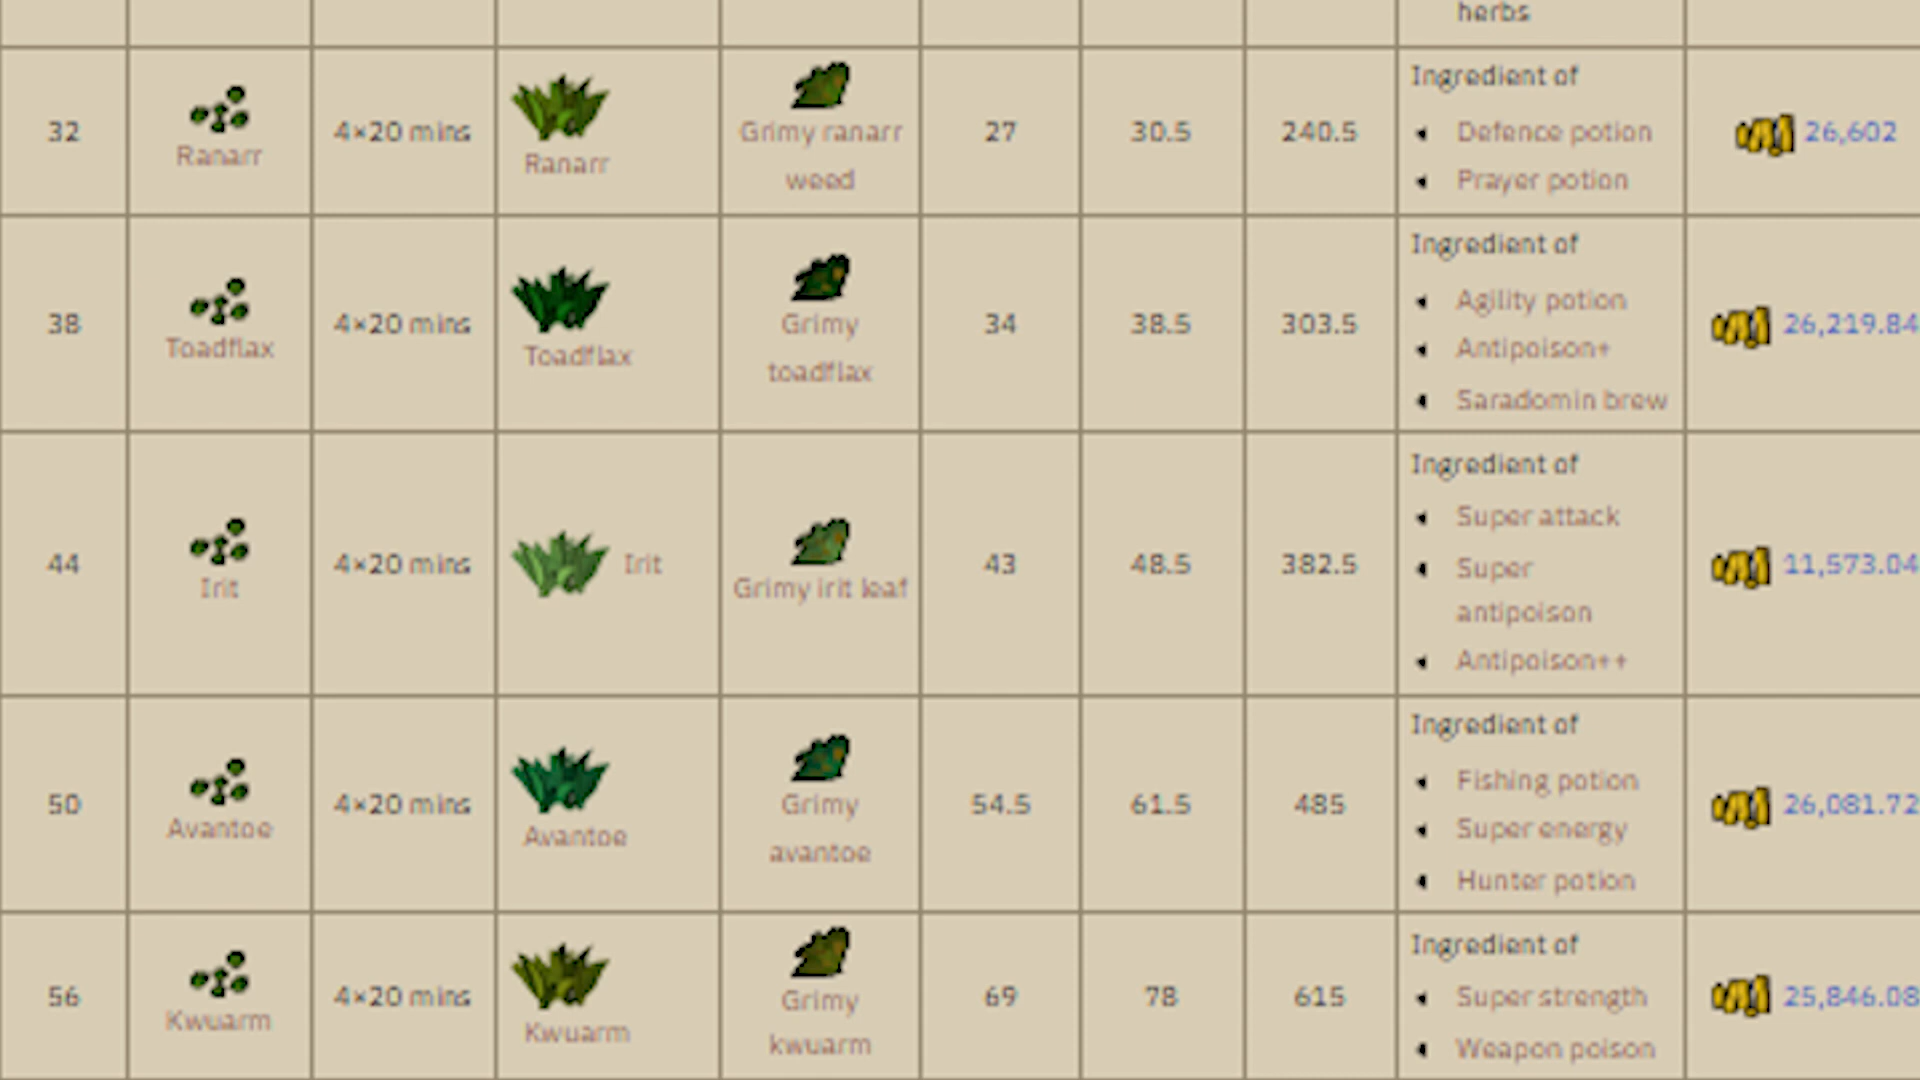 herbs
32
Ranarr
4×20 mins
Ranarr
Grimy ranarr
weed
27
30.5
240.5
Ingredient of
Defence potion
Prayer potion
26,602
38
Toadflax
4×20 mins
Toadflax
Grimy
toadflax
34
38.5
303.5
Ingredient of
Agility potion
Antipoison+
Saradomin brew
26,219.84
44
Irit
4×20 mins
Irit
Grimy irit leaf
43
48.5
382.5
Ingredient of
Super attack
Super
antipoison
Antipoison++
11,573.04
50
Avantoe
4×20 mins
Avantoe
Grimy
avantoe
54.5
61.5
485
Ingredient of
Fishing potion
Super energy
Hunter potion
26,081.72
56
Kwuarm
4×20 mins
Kwuarm
Grimy
kwuarm
69
78
615
Ingredient of
Super strength
Weapon poison
25,846.08